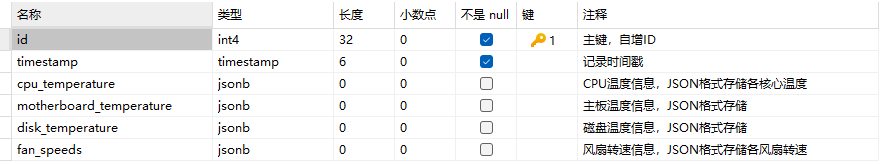 名称 类型 长度 小数点 不是 null 键 注释
id int4 32 0 1 主键，自增ID
timestamp timestamp 6 0 记录时间戳
cpu_temperature jsonb 0 0 CPU温度信息，JSON格式存储各核心温度
motherboard_temperature jsonb 0 0 主板温度信息，JSON格式存储
disk_temperature jsonb 0 0 磁盘温度信息，JSON格式存储
fan_speeds jsonb 0 0 风扇转速信息，JSON格式存储各风扇转速